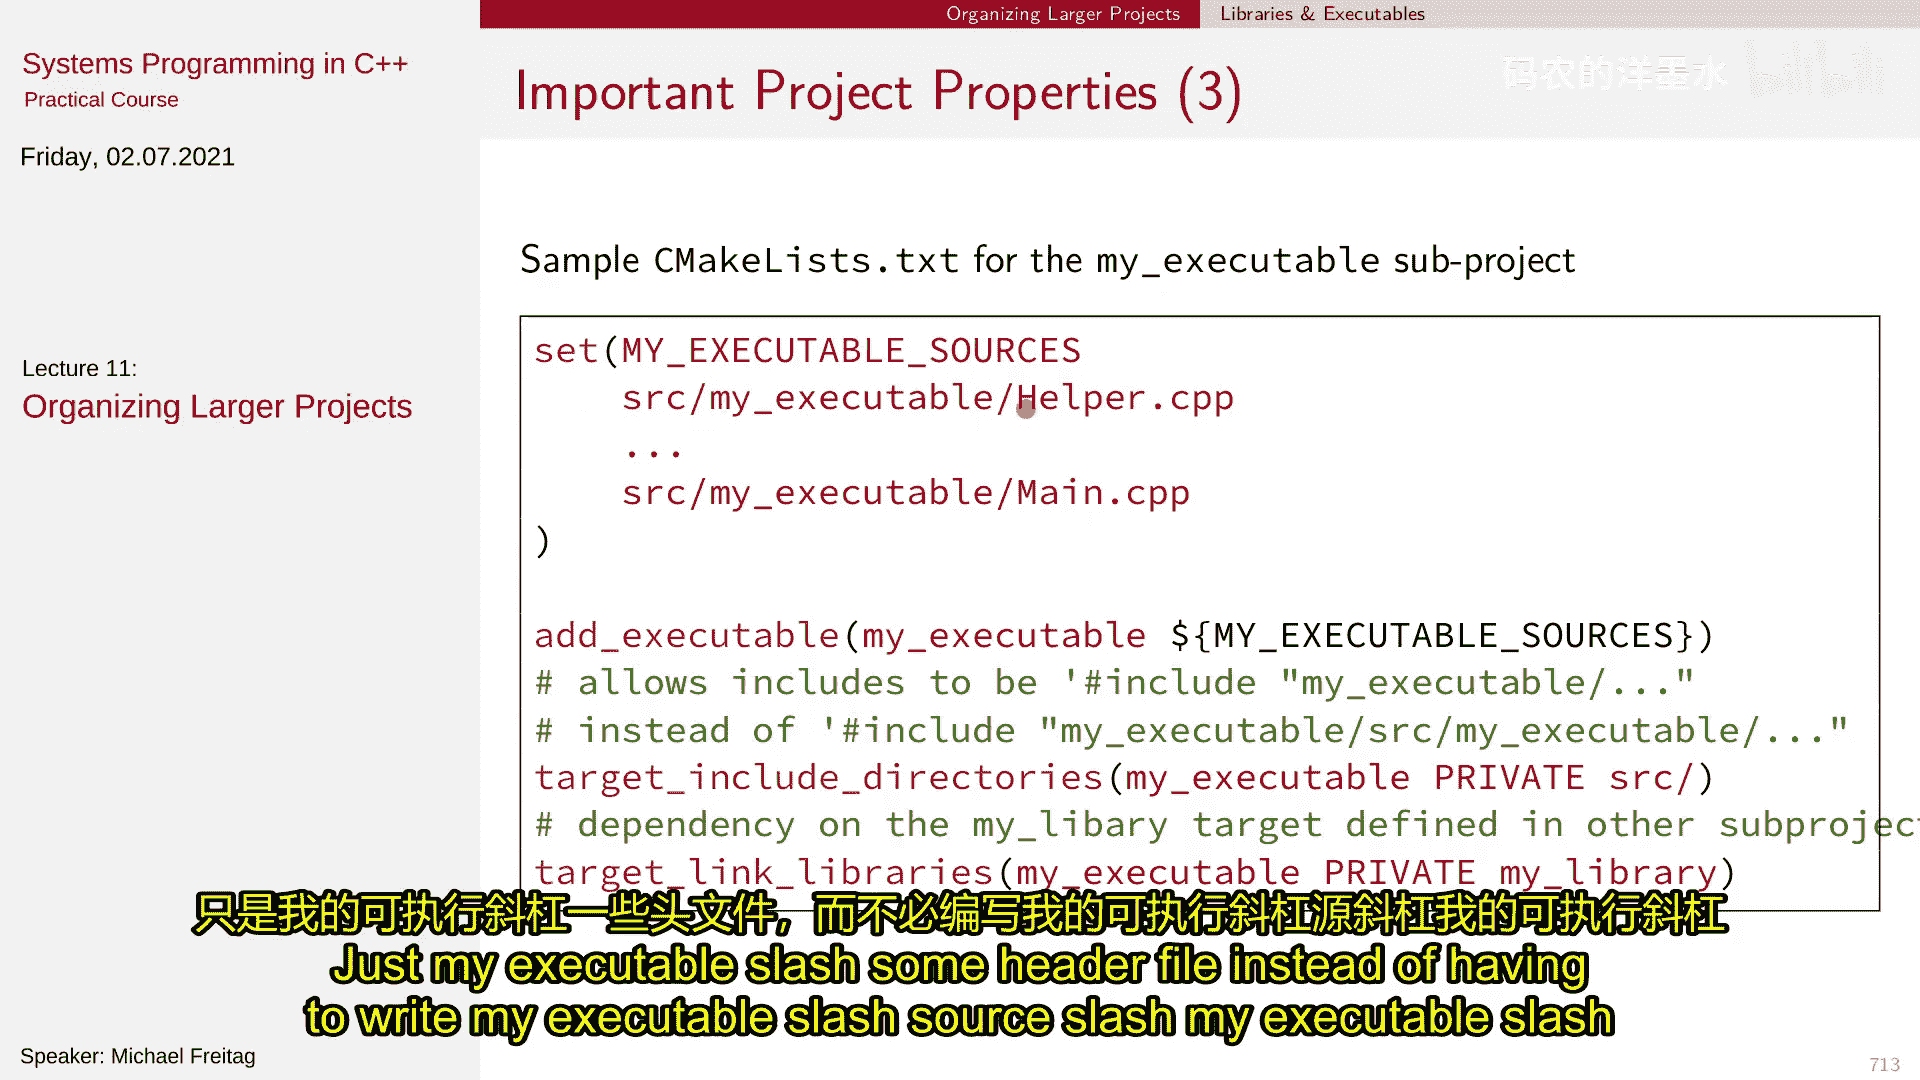 Organizing Larger Projects Libraries & Executables
Systems Programming in C++
Practical Course
Friday, 02.07.2021
Important Project Properties (3)
码农的洋墨水 bilibili
Sample CMakeLists.txt for the my_executable sub-project
Lecture 11:
Organizing Larger Projects
set(MY_EXECUTABLE_SOURCES
src/my_executable/Helper.cpp
...
src/my_executable/Main.cpp
)
add_executable(my_executable ${MY_EXECUTABLE_SOURCES})
# allows includes to be '#include "my_executable/..."
# instead of '#include "my_executable/src/my_executable/..."
target_include_directories(my_executable PRIVATE src/)
# dependency on the my_libary target defined in other subprojec
target_link_libraries(my_executable PRIVATE my_library)
只是我的可执行斜杠一些头文件，而不必编写我的可执行斜杠源斜杠我的可执行斜杠
Just my executable slash some header file instead of having
to write my executable slash source slash my executable slash
Speaker: Michael Freitag
713